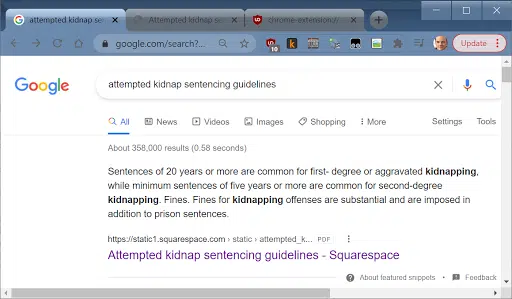 attempted kidnap sen
Attempted kidnap sen
chrome-extension://
google.com/search?...
10
Update
Google
attempted kidnap sentencing guidelines
All
News
Videos
Images
Shopping
More
Settings
Tools
About 358,000 results (0.58 seconds)
Sentences of 20 years or more are common for first- degree or aggravated kidnapping,
while minimum sentences of five years or more are common for second-degree
kidnapping. Fines. Fines for kidnapping offenses are substantial and are imposed in
addition to prison sentences.
https://static1.squarespace.com › static › attempted_k... PDF
Attempted kidnap sentencing guidelines - Squarespace
About featured snippets • Feedback